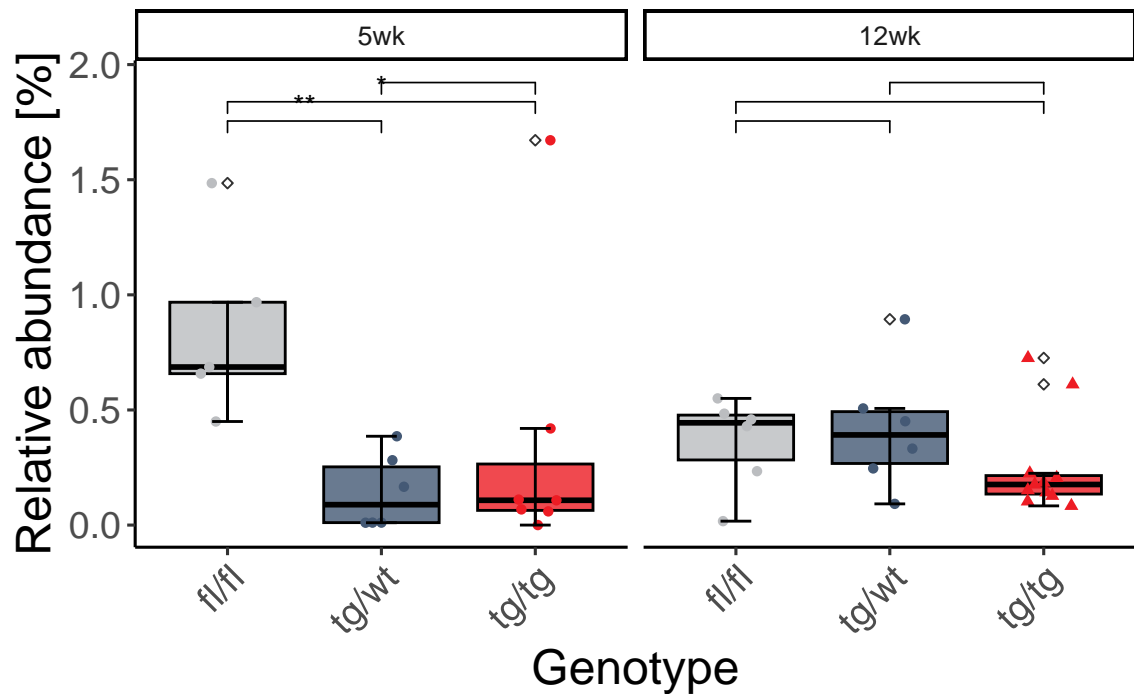 5wk 12wk
Relative abundance [%]
2.0
1.5
1.0
0.5
0.0
*
**
fl/fl tg/wt tg/tg fl/fl tg/wt tg/tg
Genotype